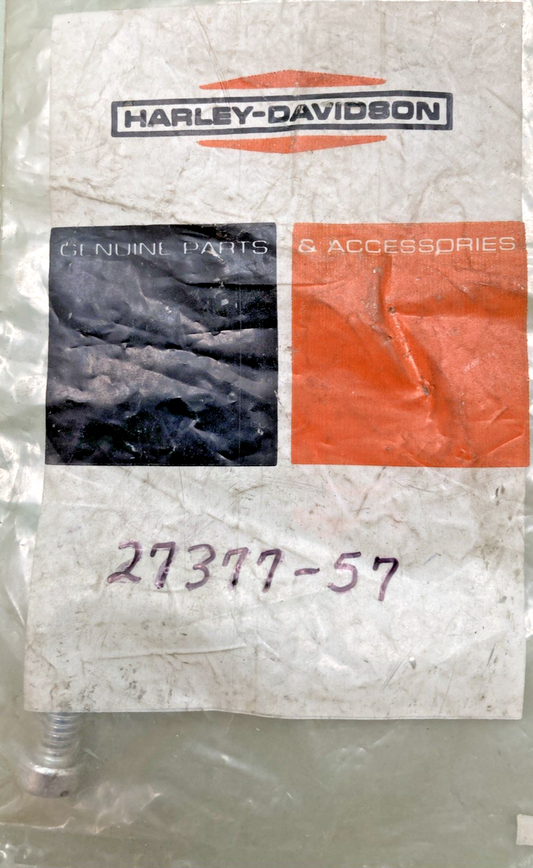 HARLEY-DAVIDSON
GENUINE PARTS & ACCESSORIES
27377-57